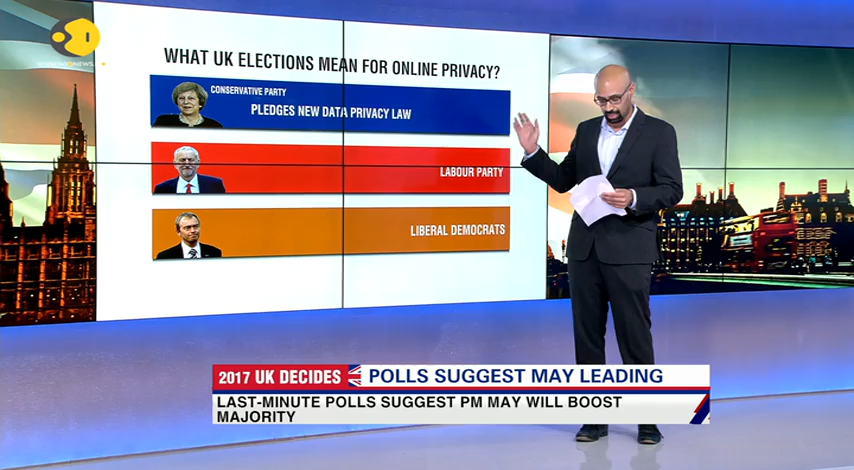 WHAT UK ELECTIONS MEAN FOR ONLINE PRIVACY?
CONSERVATIVE PARTY
PLEDGES NEW DATA PRIVACY LAW
LABOUR PARTY
LIBERAL DEMOCRATS
2017 UK DECIDES
POLLS SUGGEST MAY LEADING
LAST-MINUTE POLLS SUGGEST PM MAY WILL BOOST
MAJORITY